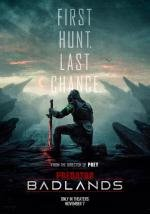 FIRST
HUNT.
LAST
CHANCE.
FROM THE DIRECTOR OF PREY
PREDATOR
BADLANDS
ONLY IN THEATERS
NOVEMBER 7